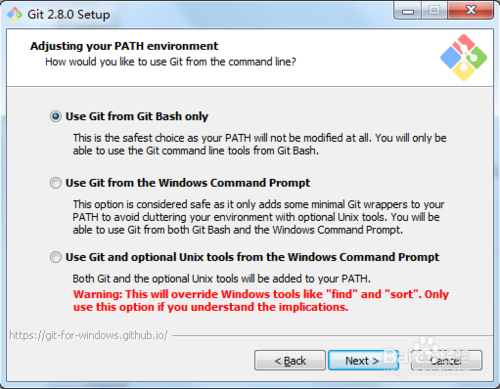 Git 2.8.0 Setup
Adjusting your PATH environment
How would you like to use Git from the command line?
Use Git from Git Bash only
This is the safest choice as your PATH will not be modified at all. You will only
be able to use the Git command line tools from Git Bash.
Use Git from the Windows Command Prompt
This option is considered safe as it only adds some minimal Git wrappers to your
PATH to avoid cluttering your environment with optional Unix tools. You will be
able to use Git from both Git Bash and the Windows Command Prompt.
Use Git and optional Unix tools from the Windows Command Prompt
Both Git and the optional Unix tools will be added to your PATH.
Warning: This will override Windows tools like "find" and "sort". Only
use this option if you understand the implications.
https://git-for-windows.github.io/
< Back
Next >
Cancel